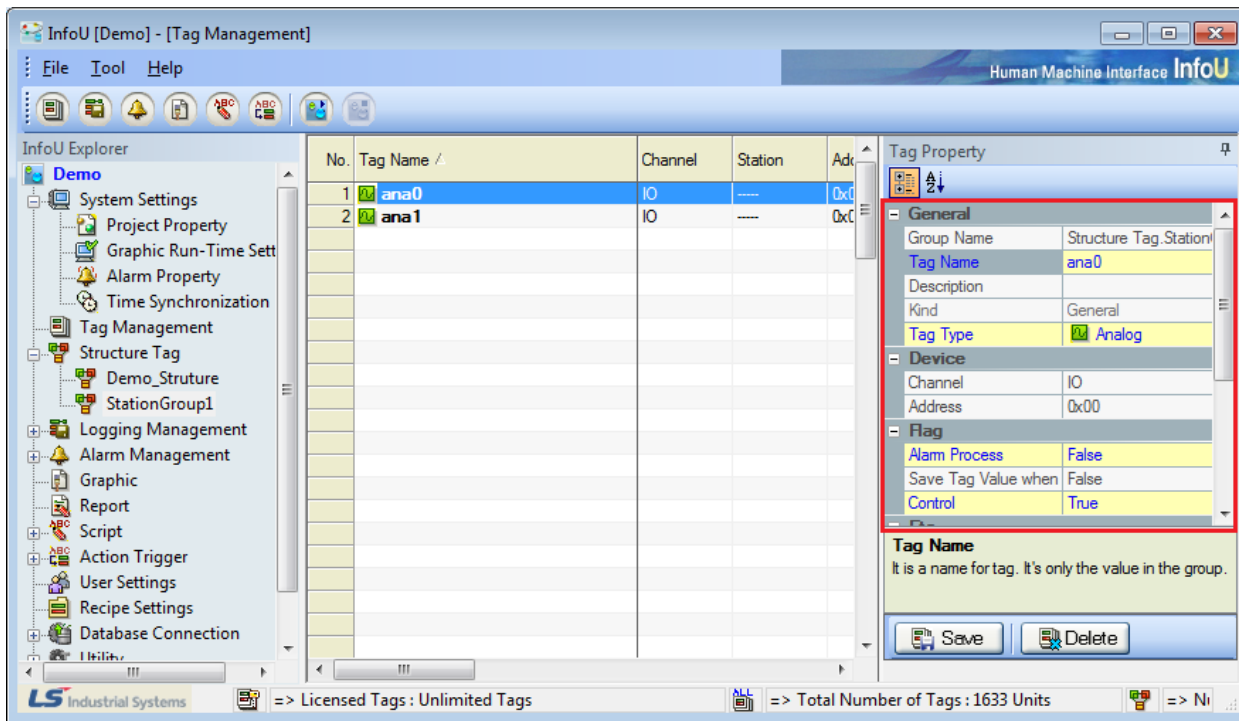 InfoU [Demo] - [Tag Management]
File Tool Help
Human Machine Interface InfoU
InfoU Explorer
Demo
System Settings
Project Property
Graphic Run-Time Sett
Alarm Property
Time Synchronization
Tag Management
Structure Tag
Demo_Struture
StationGroup1
Logging Management
Alarm Management
Graphic
Report
Script
Action Trigger
User Settings
Recipe Settings
Database Connection
Utility
No. Tag Name Channel Station Add
1 ana0 IO ----- 0x0
2 ana1 IO ----- 0x0
Tag Property
General
Group Name Structure Tag.Station
Tag Name ana0
Description
Kind General
Tag Type Analog
Device
Channel IO
Address 0x00
Flag
Alarm Process False
Save Tag Value when False
Control True
Tag Name
It is a name for tag. It's only the value in the group.
Save Delete
LS Industrial Systems => Licensed Tags : Unlimited Tags => Total Number of Tags : 1633 Units